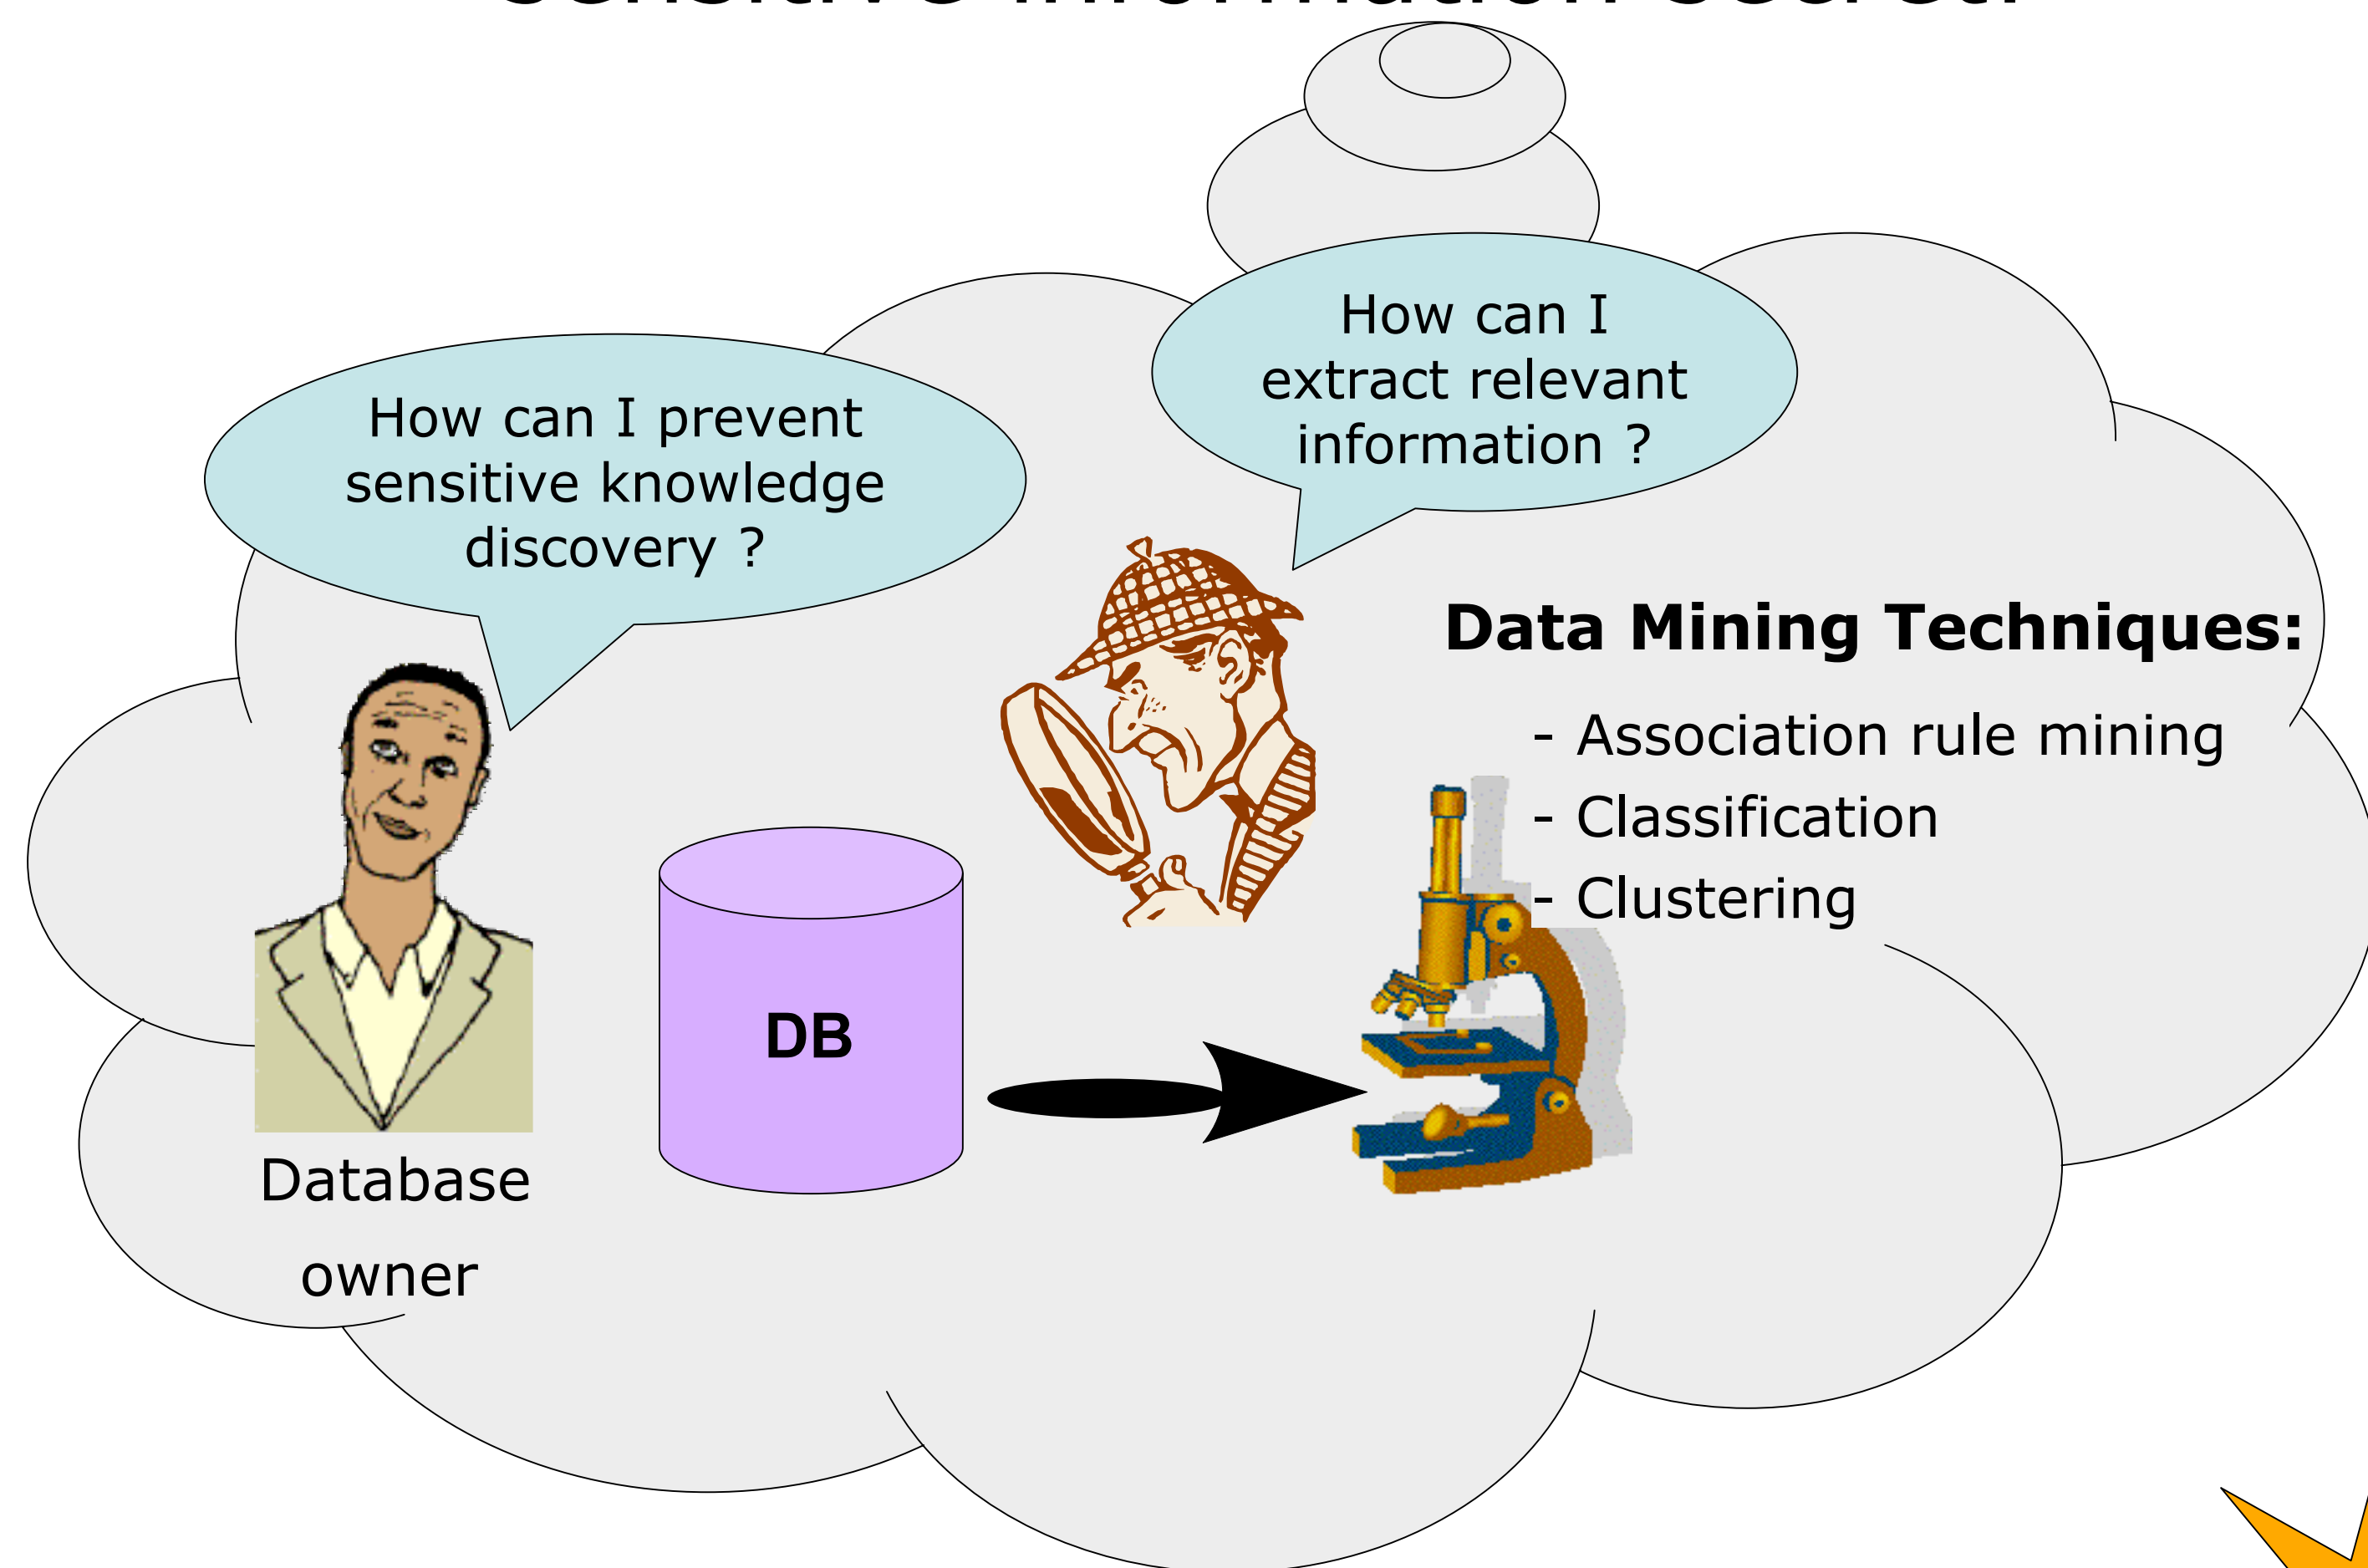 How can I
extract relevant
information ?
How can I prevent
sensitive knowledge
discovery ?
Data Mining Techniques:
- Association rule mining
- Classification
- Clustering
DB
Database
owner